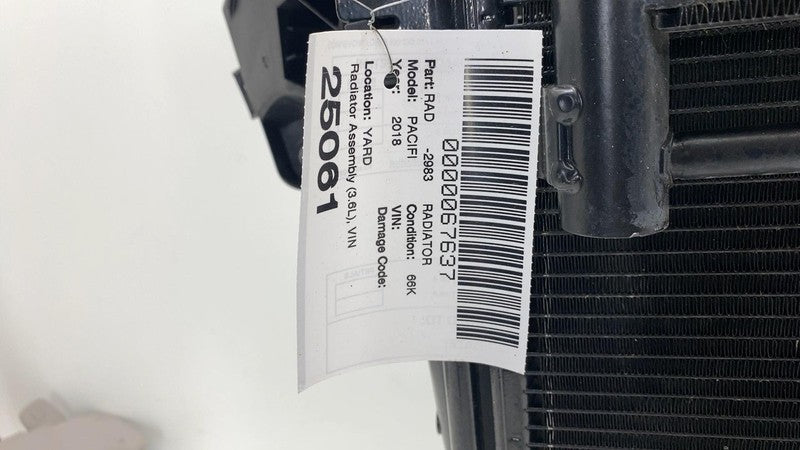 0000067637
Part: RAD -2983 RADIATOR
Model: PACIFI Condition: 66K
Year: 2018 VIN:
Damage Code:
Location: YARD
Radiator Assembly (3.6L), VIN
25061